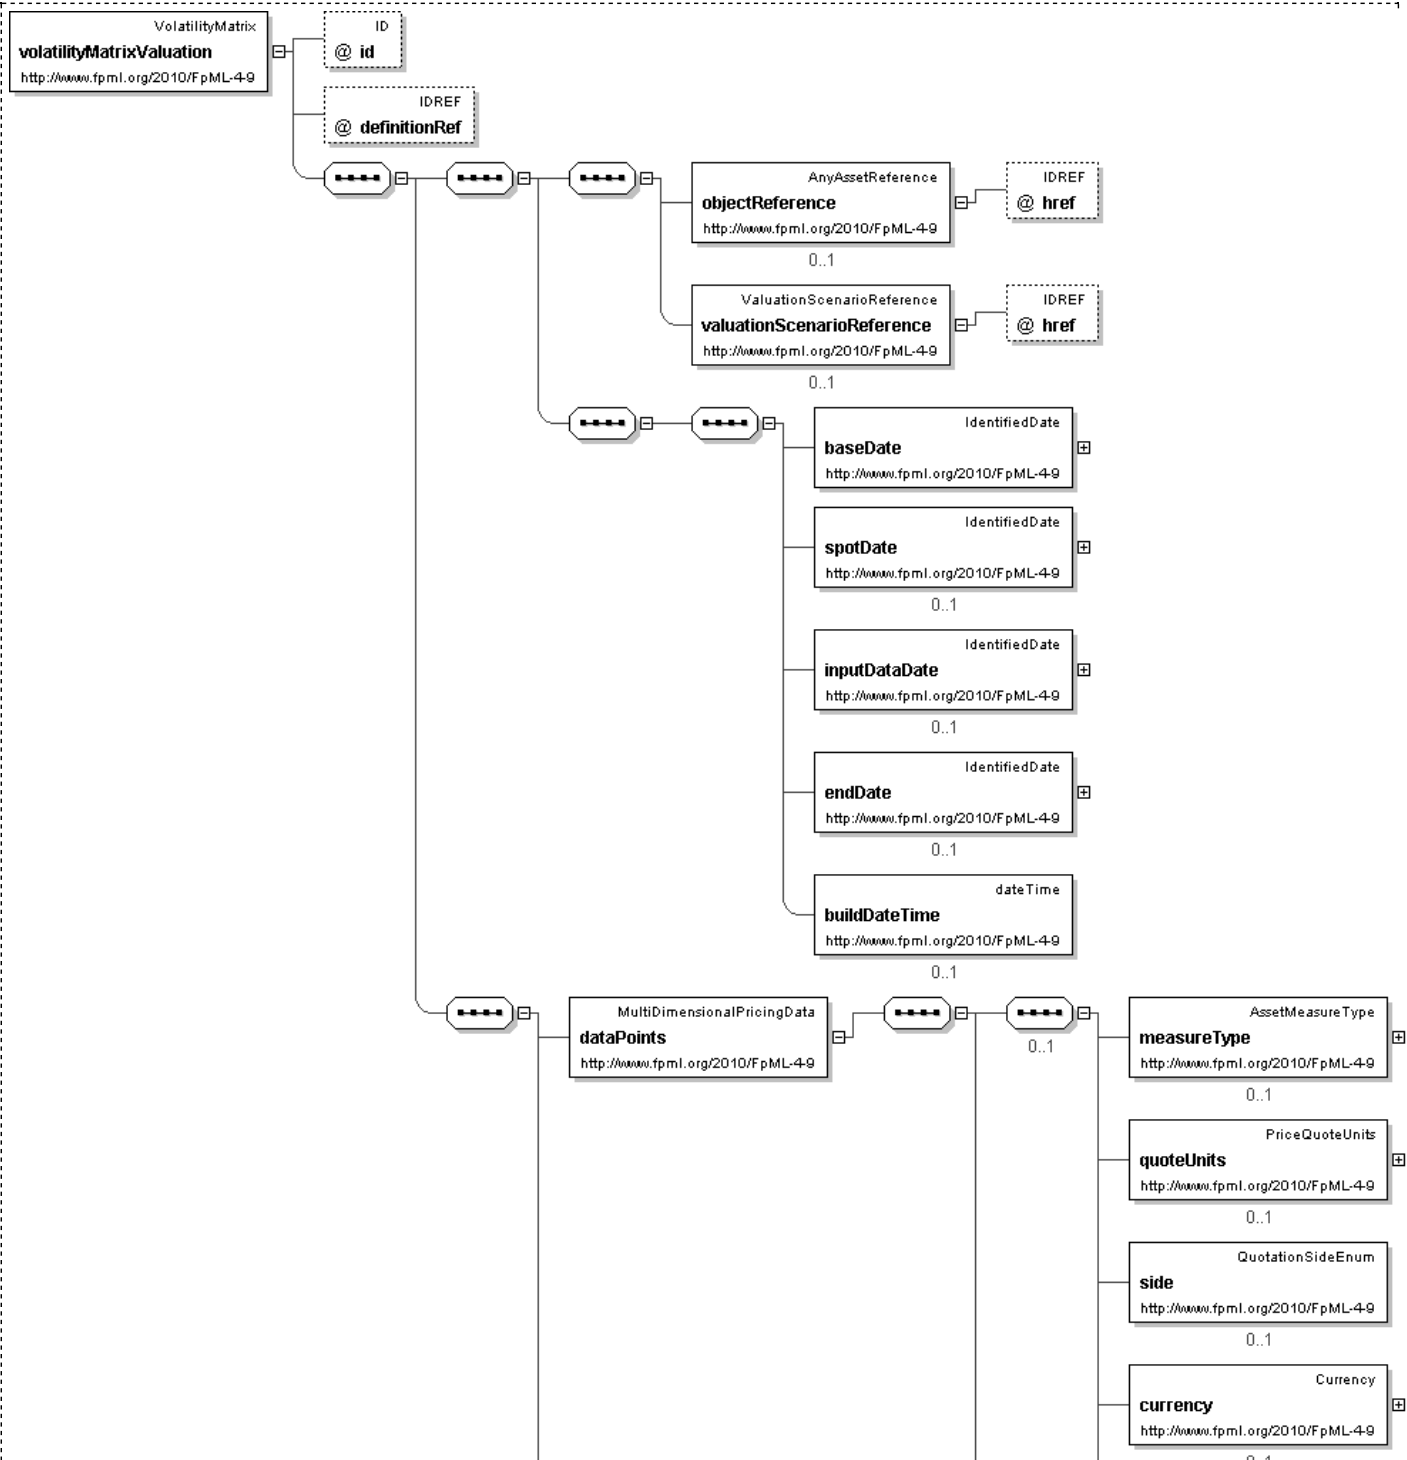 VolatilityMatrix
volatilityMatrixValuation
http://www.fpml.org/2010/FpML-4-9
ID
@ id
IDREF
@ definitionRef
AnyAssetReference
objectReference
http://www.fpml.org/2010/FpML-4-9
0..1
IDREF
@ href
ValuationScenarioReference
valuationScenarioReference
http://www.fpml.org/2010/FpML-4-9
0..1
IDREF
@ href
IdentifiedDate
baseDate
http://www.fpml.org/2010/FpML-4-9
IdentifiedDate
spotDate
http://www.fpml.org/2010/FpML-4-9
0..1
IdentifiedDate
inputDataDate
http://www.fpml.org/2010/FpML-4-9
0..1
IdentifiedDate
endDate
http://www.fpml.org/2010/FpML-4-9
0..1
dateTime
buildDateTime
http://www.fpml.org/2010/FpML-4-9
0..1
MultiDimensionalPricingData
dataPoints
http://www.fpml.org/2010/FpML-4-9
0..1
AssetMeasureType
measureType
http://www.fpml.org/2010/FpML-4-9
0..1
PriceQuoteUnits
quoteUnits
http://www.fpml.org/2010/FpML-4-9
0..1
QuotationSideEnum
side
http://www.fpml.org/2010/FpML-4-9
0..1
Currency
currency
http://www.fpml.org/2010/FpML-4-9
0..1